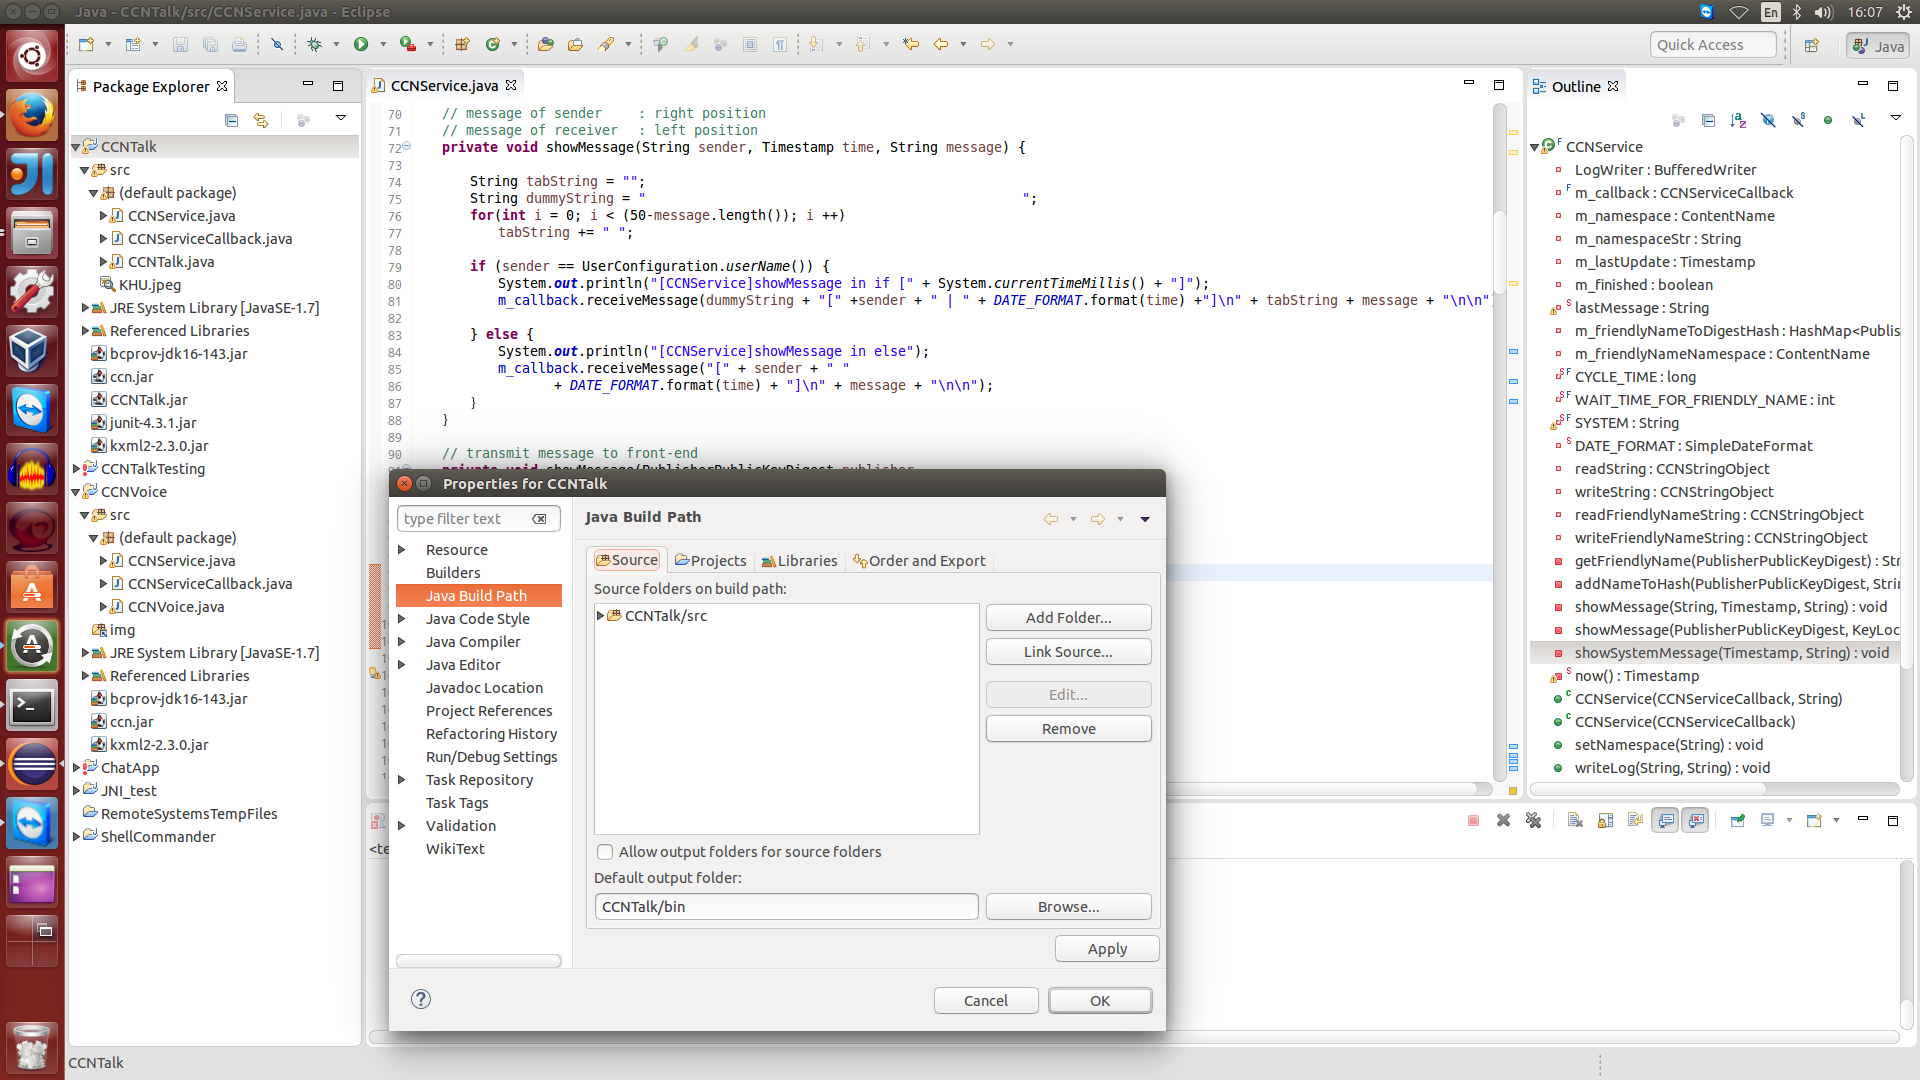 Java - CCNTalk/src/CCNService.java - Eclipse
En
16:07
Quick Access
Java
Package Explorer
CCNTalk
src
(default package)
CCNService.java
CCNServiceCallback.java
CCNTalk.java
KHU.jpeg
JRE System Library [JavaSE-1.7]
Referenced Libraries
bcprov-jdk16-143.jar
ccn.jar
CCNTalk.jar
junit-4.3.1.jar
kxml2-2.3.0.jar
CCNTalkTesting
CCNVoice
src
(default package)
CCNService.java
CCNServiceCallback.java
CCNVoice.java
img
JRE System Library [JavaSE-1.7]
Referenced Libraries
bcprov-jdk16-143.jar
ccn.jar
kxml2-2.3.0.jar
ChatApp
JNI_test
RemoteSystemsTempFiles
ShellCommander
CCNService.java
70 // message of sender    : right position
71 // message of receiver  : left position
72 private void showMessage(String sender, Timestamp time, String message) {
73
74 String tabString = "";
75 String dummyString = "                                               ";
76 for(int i = 0; i < (50-message.length()); i ++)
77 tabString += " ";
78
79 if (sender == UserConfiguration.userName()) {
80 System.out.println("[CCNService]showMessage in if [" + System.currentTimeMillis() + "]");
81 m_callback.receiveMessage(dummyString + "[" +sender + " | " + DATE_FORMAT.format(time) +"]\n" + tabString + message + "\n\n"
82
83 } else {
84 System.out.println("[CCNService]showMessage in else");
85 m_callback.receiveMessage("[" + sender + " "
86 + DATE_FORMAT.format(time) + "]\n" + message + "\n\n");
87 }
88 }
89
90 // transmit message to front-end
private void showMessage(PublisherPublicKeyDigest publisher,
Properties for CCNTalk
type filter text
Resource
Builders
Java Build Path
Java Code Style
Java Compiler
Java Editor
Javadoc Location
Project References
Refactoring History
Run/Debug Settings
Task Repository
Task Tags
Validation
WikiText
Java Build Path
Source
Projects
Libraries
Order and Export
Source folders on build path:
CCNTalk/src
Add Folder...
Link Source...
Edit...
Remove
Allow output folders for source folders
Default output folder:
CCNTalk/bin
Browse...
Apply
Cancel
OK
<te
Outline
CCNService
LogWriter : BufferedWriter
m_callback : CCNServiceCallback
m_namespace : ContentName
m_namespaceStr : String
m_lastUpdate : Timestamp
m_finished : boolean
lastMessage : String
m_friendlyNameToDigestHash : HashMap<Publis
m_friendlyNameNamespace : ContentName
CYCLE_TIME : long
WAIT_TIME_FOR_FRIENDLY_NAME : int
SYSTEM : String
DATE_FORMAT : SimpleDateFormat
readString : CCNStringObject
writeString : CCNStringObject
readFriendlyNameString : CCNStringObject
writeFriendlyNameString : CCNStringObject
getFriendlyName(PublisherPublicKeyDigest) : Str
addNameToHash(PublisherPublicKeyDigest, Strin
showMessage(String, Timestamp, String) : void
showMessage(PublisherPublicKeyDigest, KeyLoc
showSystemMessage(Timestamp, String) : void
now() : Timestamp
CCNService(CCNServiceCallback, String)
CCNService(CCNServiceCallback)
setNamespace(String) : void
writeLog(String, String) : void
CCNTalk